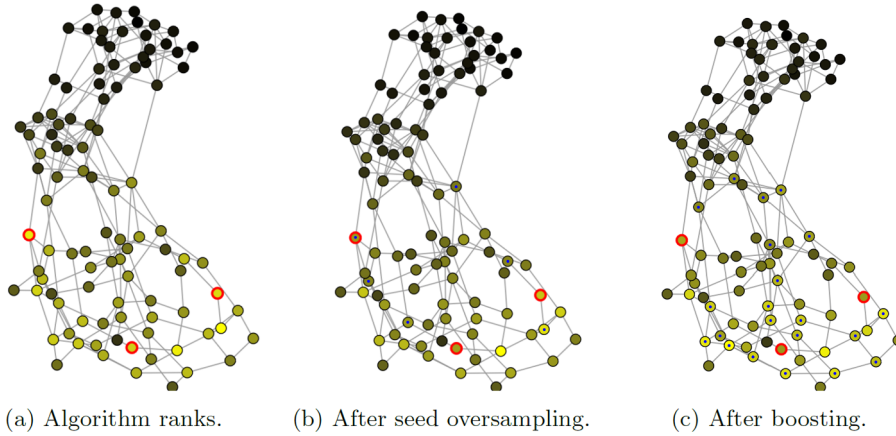 (a) Algorithm ranks.
(b) After seed oversampling.
(c) After boosting.